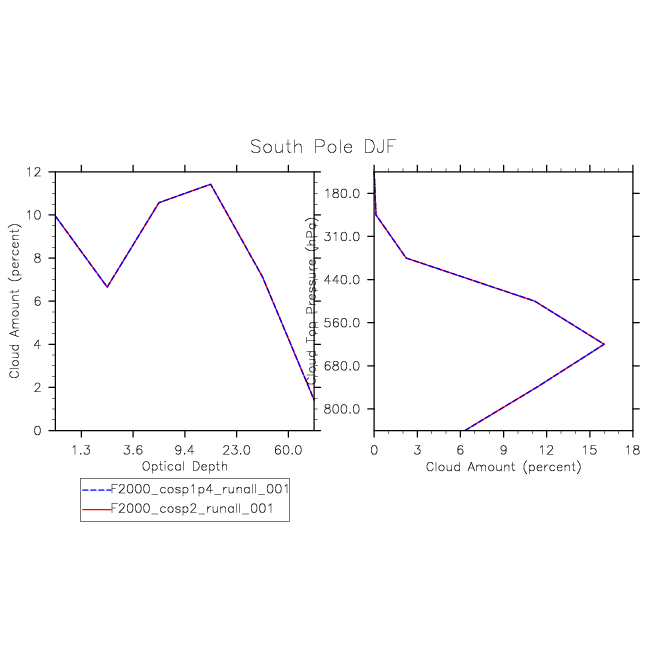 South Pole DJF
Cloud Amount (percent)
12
10
8
6
4
2
0
1.3 3.6 9.4 23.0 60.0
Optical Depth
Cloud Top Pressure (hPa)
180.0
310.0
440.0
560.0
680.0
800.0
0 3 6 9 12 15 18
Cloud Amount (percent)
F2000_cosp1p4_runall_001
F2000_cosp2_runall_001